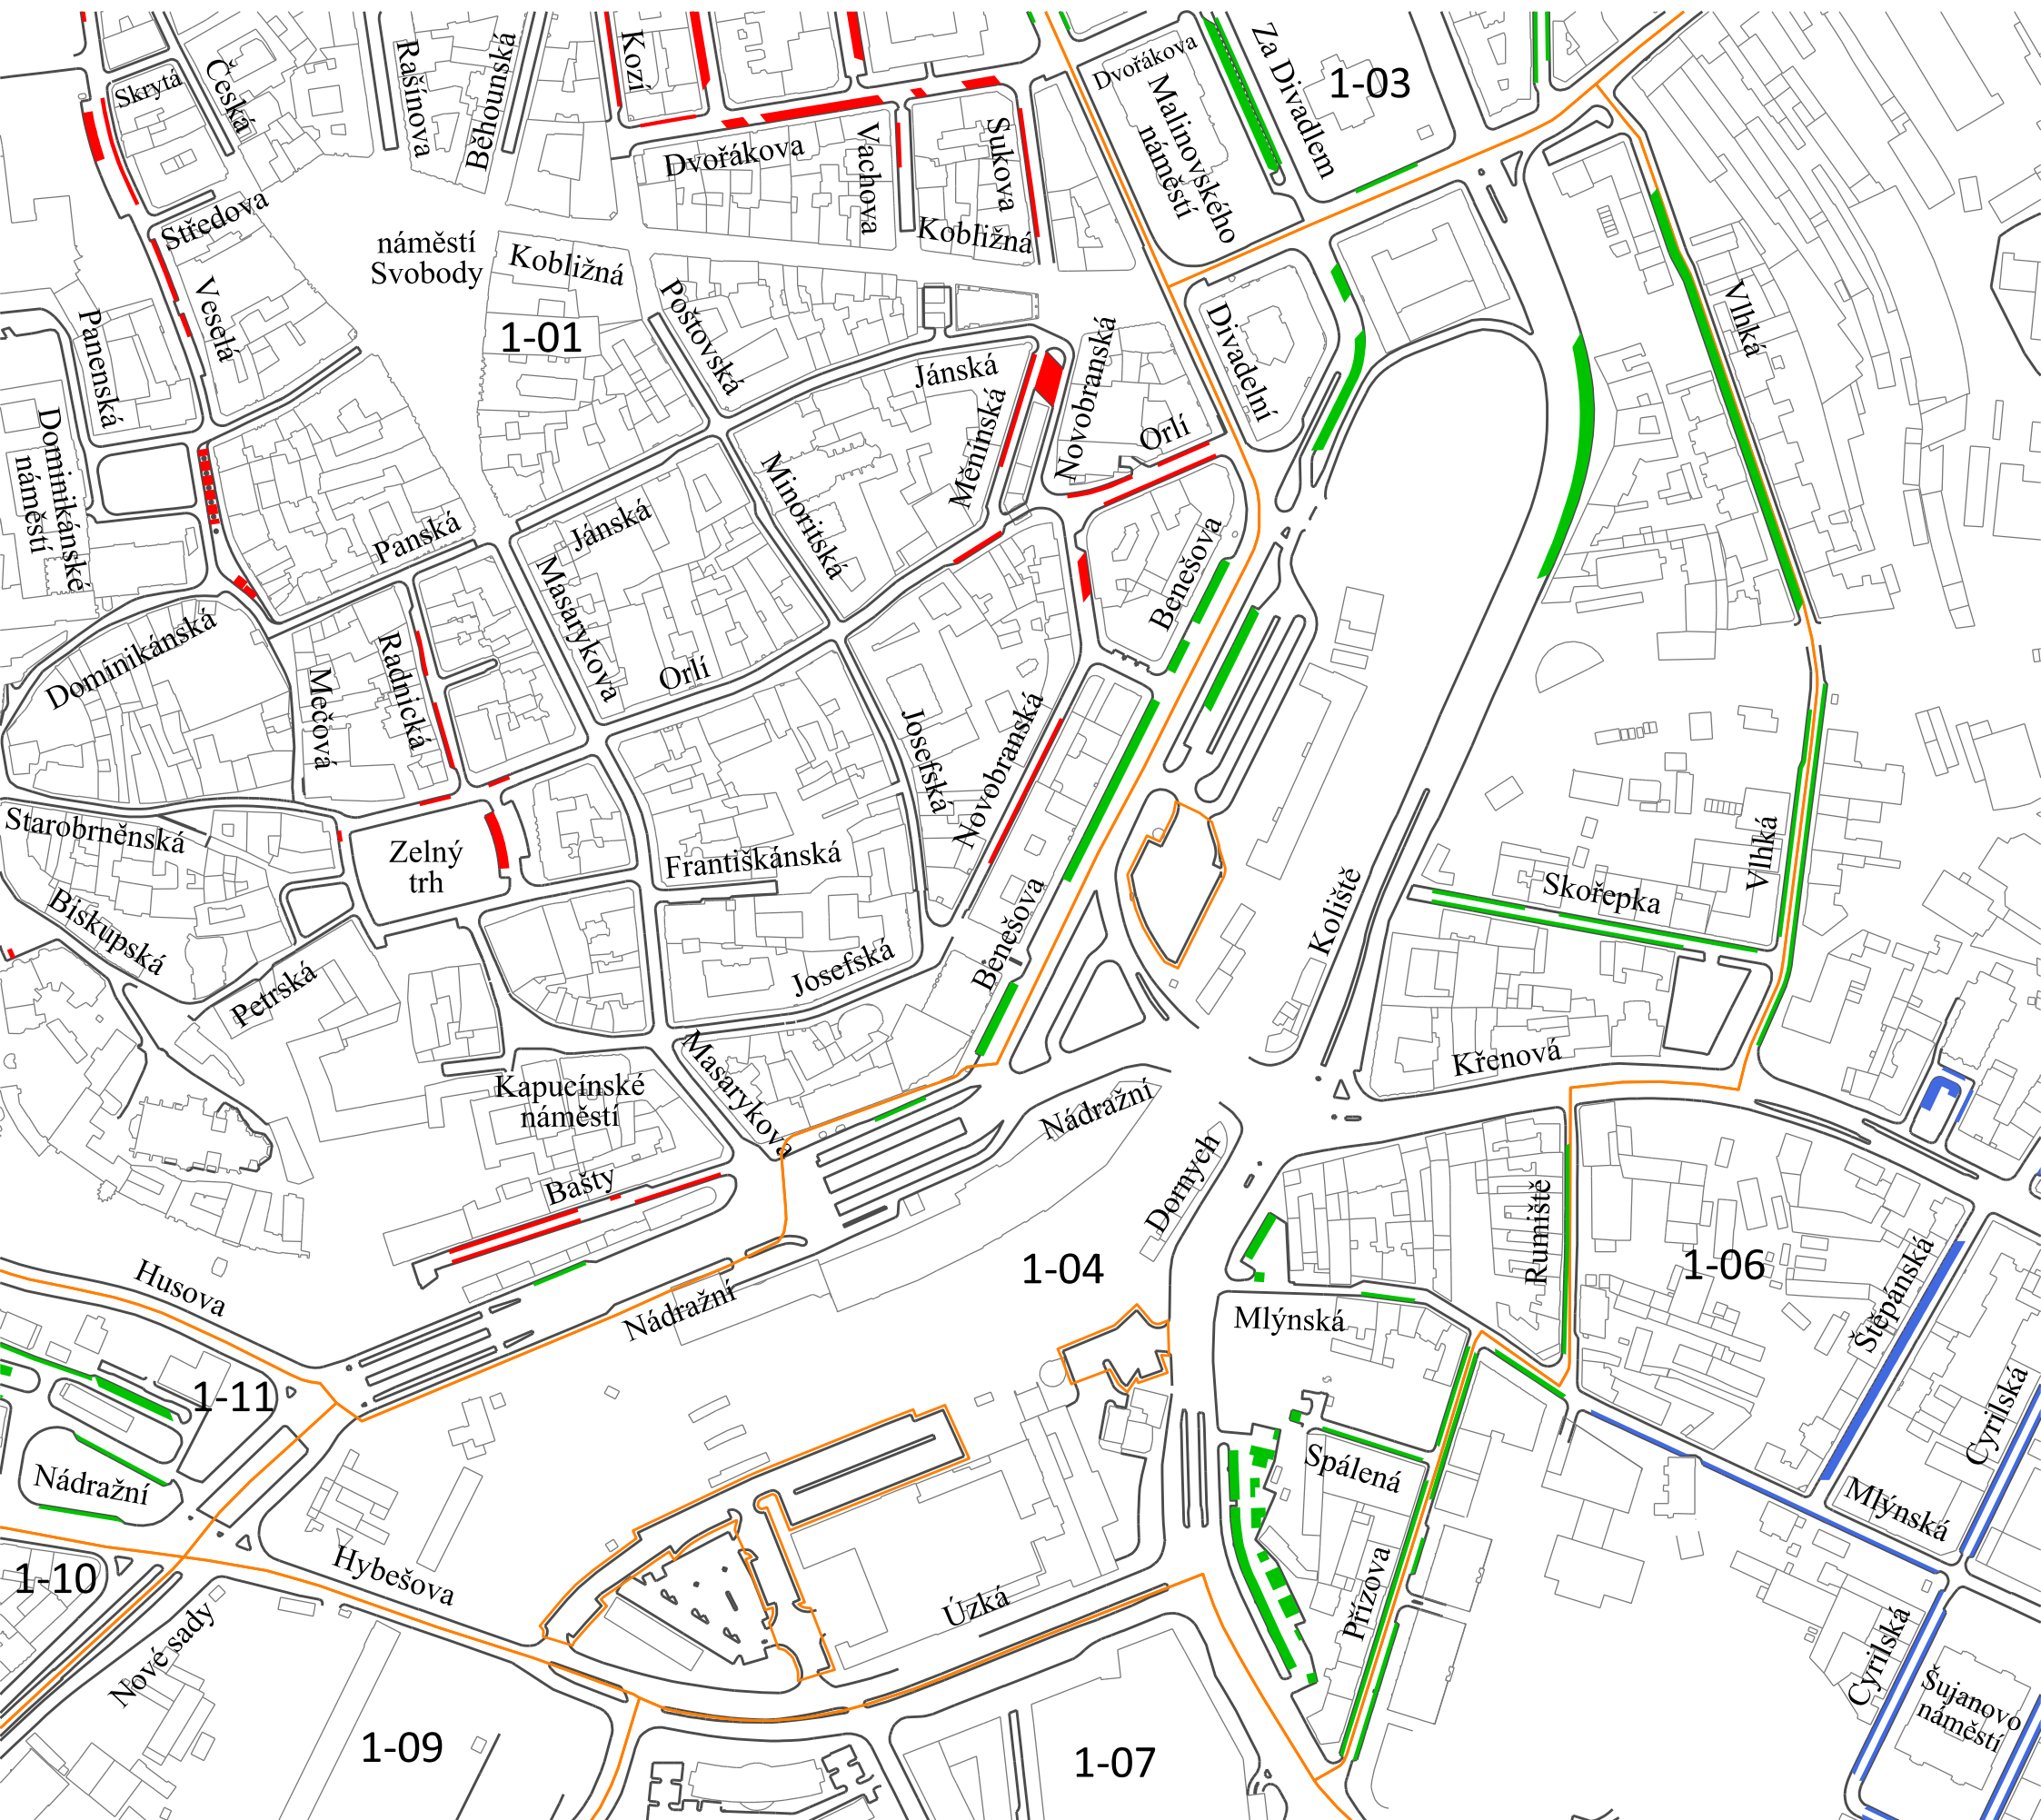 Skrytá
Česká
Rašínova
Běhounská
Kozí
Dvořákova
Za Divadlem
1-03
Malinovského
náměstí
Dvořákova
Vachova
Sukova
Středova
náměstí
Svobody
Kobližná
Kobližná
Veselá
Panenská
1-01
Poštovská
Jánská
Novobranská
Divadelní
Vlhká
Dominikánské
náměstí
Měnínská
Orlí
Panská
Jánská
Minoritská
Masarykova
Benešova
Dominikánská
Mečová
Radnická
Orlí
Josefská
Novobranská
Starobrněnská
Zelný
trh
Františkánská
Vlhká
Skořepka
Koliště
Biskupská
Petrská
Josefská
Benešova
Křenová
Kapucínské
náměstí
Masarykova
Nádražní
Dornych
Bašty
Rumiště
1-04
1-06
Husova
Nádražní
Mlýnská
Štěpánská
1-11
Cyrilská
Nádražní
Spálená
Mlýnská
1-10
Hybešova
Úzká
Přízova
Nové sady
Cyrilská
Šujanovo
náměstí
1-09
1-07